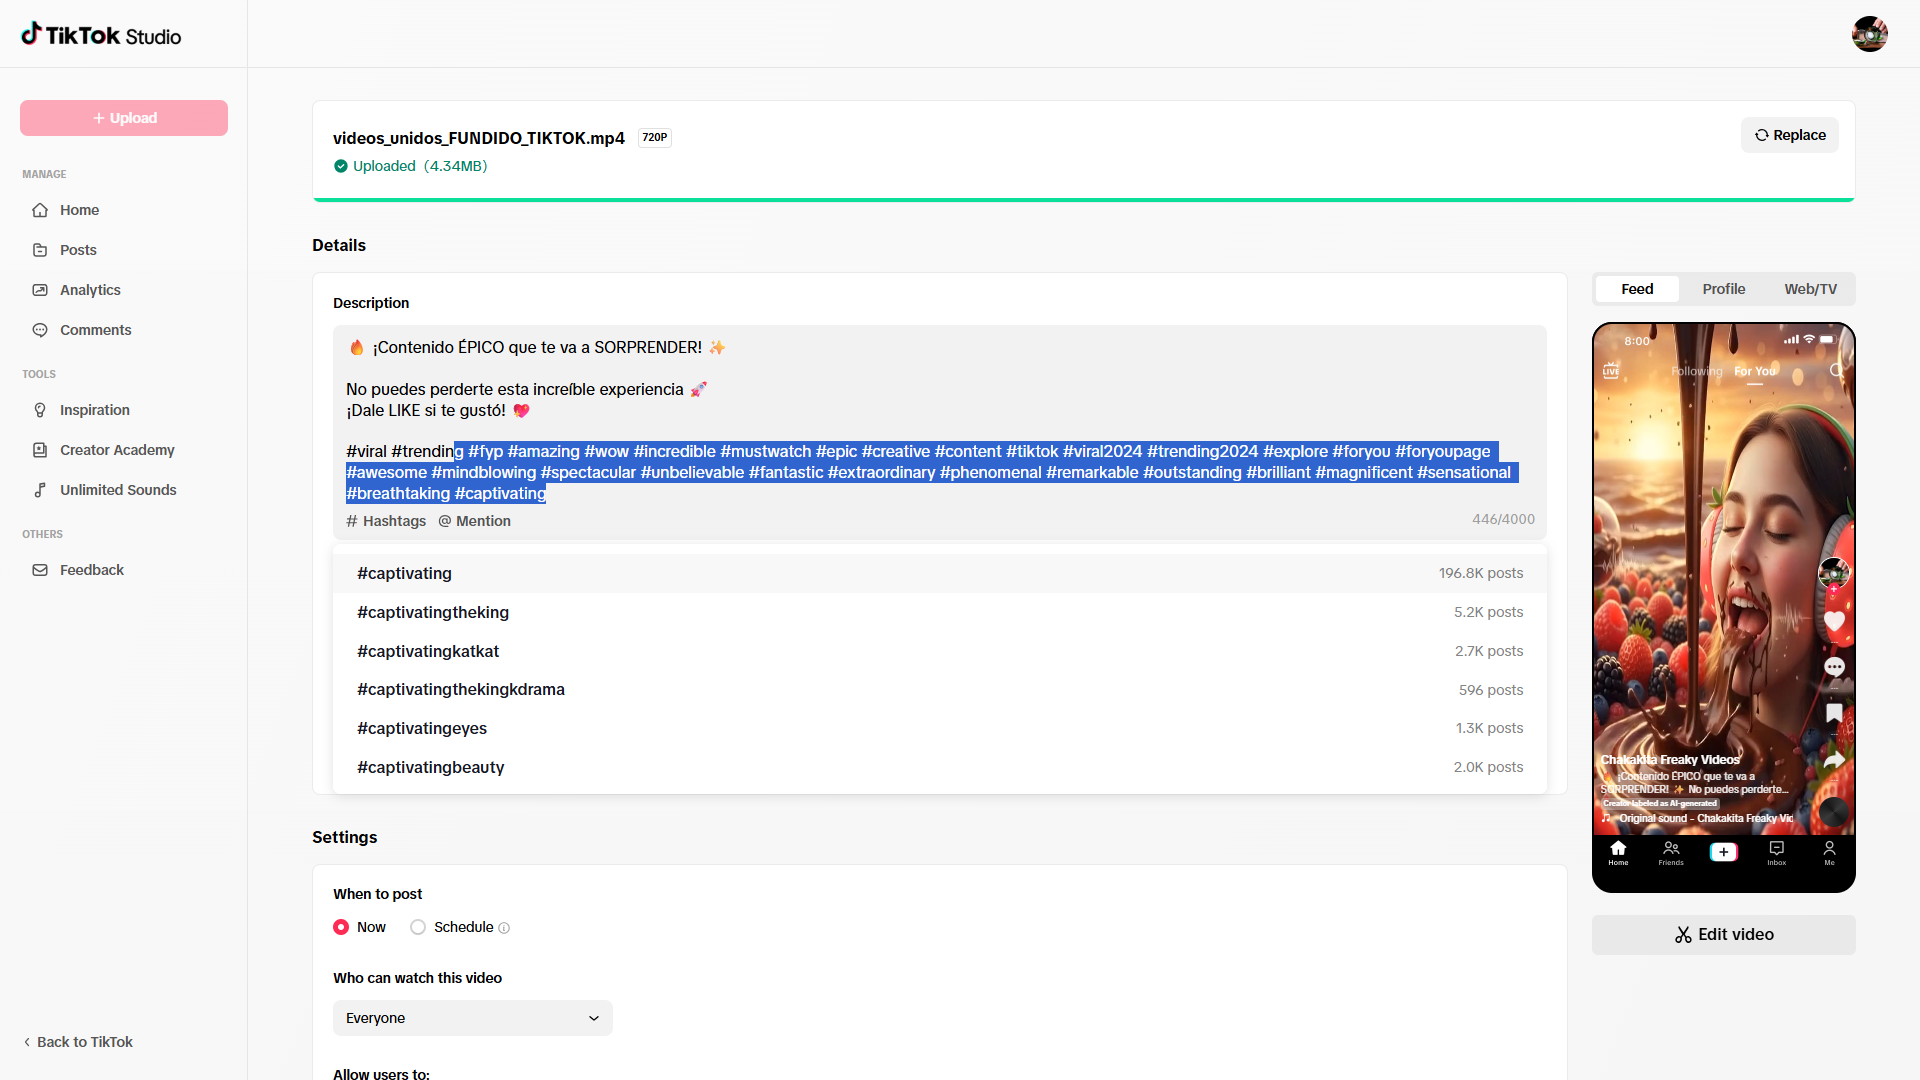 TikTok Studio
+ Upload
MANAGE
Home
Posts
Analytics
Comments
TOOLS
Inspiration
Creator Academy
Unlimited Sounds
OTHERS
Feedback
Back to TikTok
videos_unidos_FUNDIDO_TIKTOK.mp4 720P
Uploaded (4.34MB)
Replace
Details
Description
🔥 ¡Contenido ÉPICO que te va a SORPRENDER! ✨
No puedes perderte esta increíble experiencia 🚀
¡Dale LIKE si te gustó! 💖
#viral #trending #fyp #amazing #wow #incredible #mustwatch #epic #creative #content #tiktok #viral2024 #trending2024 #explore #foryou #foryoupage
#awesome #mindblowing #spectacular #unbelievable #fantastic #extraordinary #phenomenal #remarkable #outstanding #brilliant #magnificent #sensational
#breathtaking #captivating
# Hashtags @ Mention 446/4000
#captivating 196.8K posts
#captivatingtheking 5.2K posts
#captivatingkatkat 2.7K posts
#captivatingthekingkdrama 596 posts
#captivatingeyes 1.3K posts
#captivatingbeauty 2.0K posts
Settings
When to post
Now Schedule
Who can watch this video
Everyone
Allow users to:
Feed Profile Web/TV
8:00
LIVE Following For You
Chakakita Freaky Videos
🔥 ¡Contenido ÉPICO que te va a
SORPRENDER! ✨ No puedes perderte...
Creator labeled as AI-generated
Original sound - Chakakita Freaky Vid
Home Friends Inbox Me
Edit video